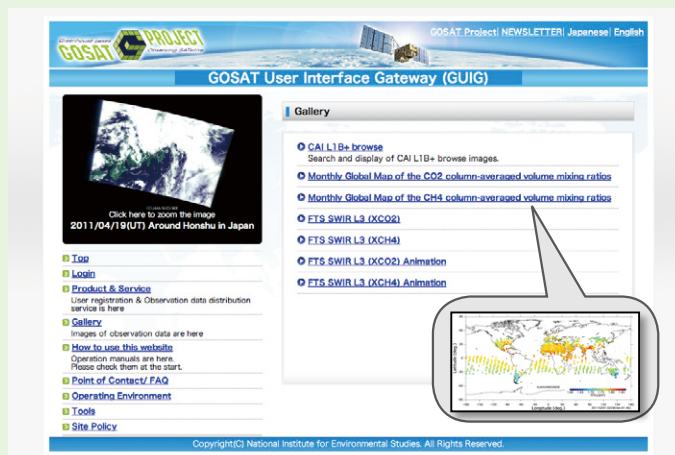 GOSAT PROJECT
GOSAT Project| NEWSLETTER| Japanese| English
GOSAT User Interface Gateway (GUIG)
Click here to zoom the image
2011/04/19(UT) Around Honshu in Japan
Top
Login
Product & Service
User registration & Observation data distribution
service is here
Gallery
Images of observation data are here
How to use this website
Operation manuals are here.
Please check them at the start.
Point of Contact/ FAQ
Operating Environment
Tools
Site Policy
Gallery
CAI L1B+ browse
Search and display of CAI L1B+ browse images.
Monthly Global Map of the CO2 column-averaged volume mixing ratios
Monthly Global Map of the CH4 column-averaged volume mixing ratios
FTS SWIR L3 (XCO2)
FTS SWIR L3 (XCH4)
FTS SWIR L3 (XCO2) Animation
FTS SWIR L3 (XCH4) Animation
Latitude (deg.)
Longitude (deg.)
Copyright(C) National Institute for Environmental Studies. All Rights Reserved.